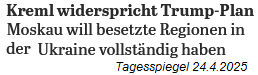 Kreml widerspricht Trump-Plan
Moskau will besetzte Regionen in
der Ukraine vollständig haben
Tagesspiegel 24.4.2025